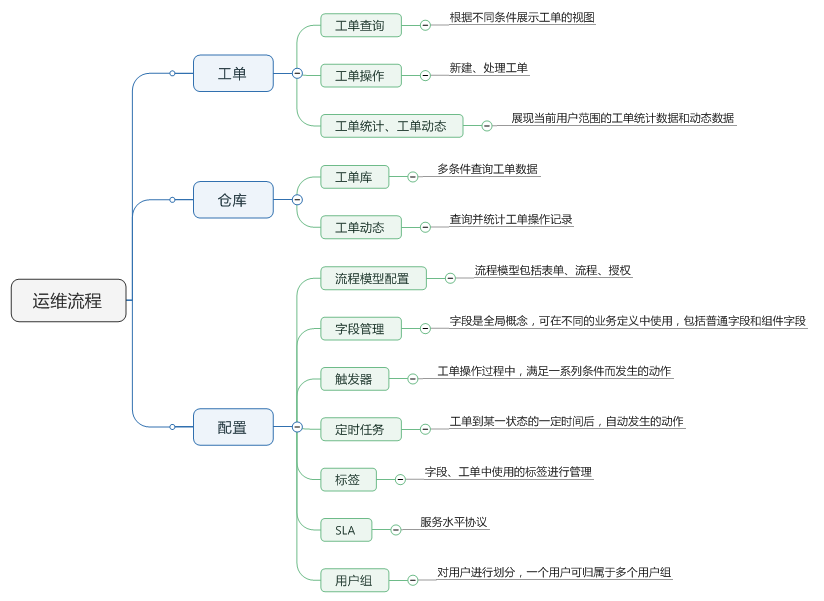 运维流程
工单
工单查询
根据不同条件展示工单的视图
工单操作
新建、处理工单
工单统计、工单动态
展现当前用户范围的工单统计数据和动态数据
仓库
工单库
多条件查询工单数据
工单动态
查询并统计工单操作记录
配置
流程模型配置
流程模型包括表单、流程、授权
字段管理
字段是全局概念，可在不同的业务定义中使用，包括普通字段和组件字段
触发器
工单操作过程中，满足一系列条件而发生的动作
定时任务
工单到某一状态的一定时间后，自动发生的动作
标签
字段、工单中使用的标签进行管理
SLA
服务水平协议
用户组
对用户进行划分，一个用户可归属于多个用户组